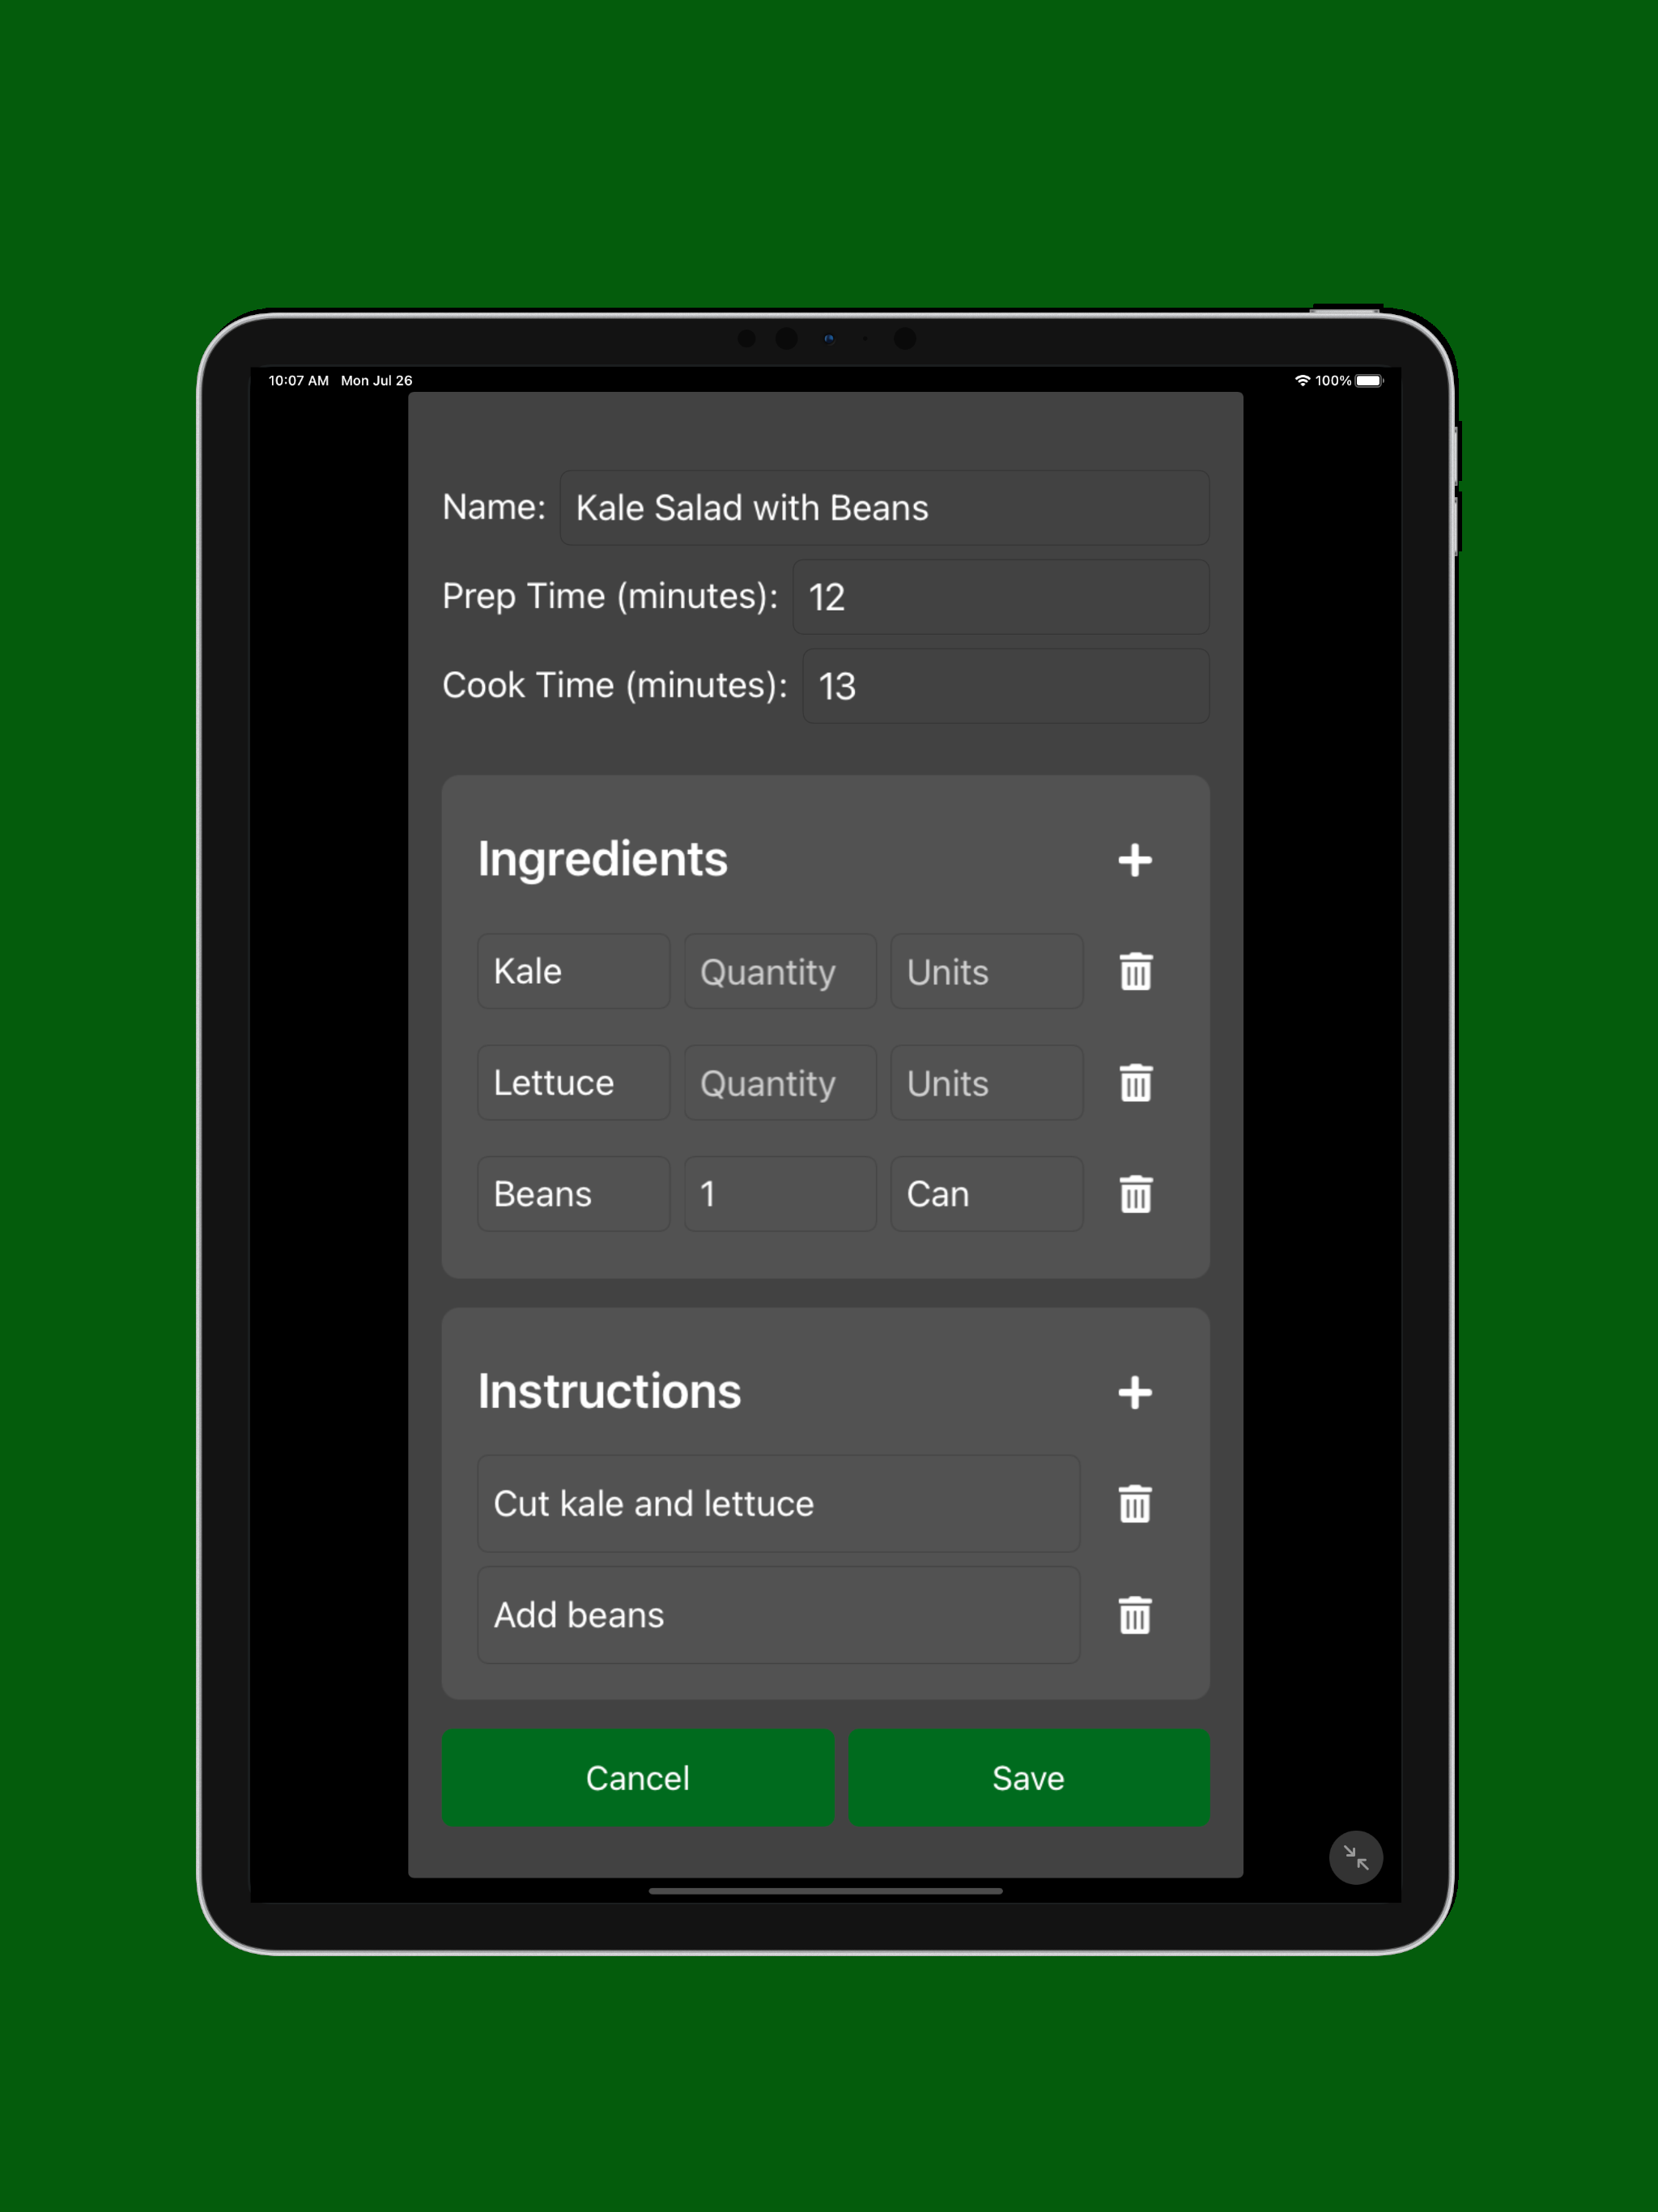 10:07 AM Mon Jul 26 100%
Name: Kale Salad with Beans
Prep Time (minutes): 12
Cook Time (minutes): 13
Ingredients
Kale Quantity Units
Lettuce Quantity Units
Beans 1 Can
Instructions
Cut kale and lettuce
Add beans
Cancel Save